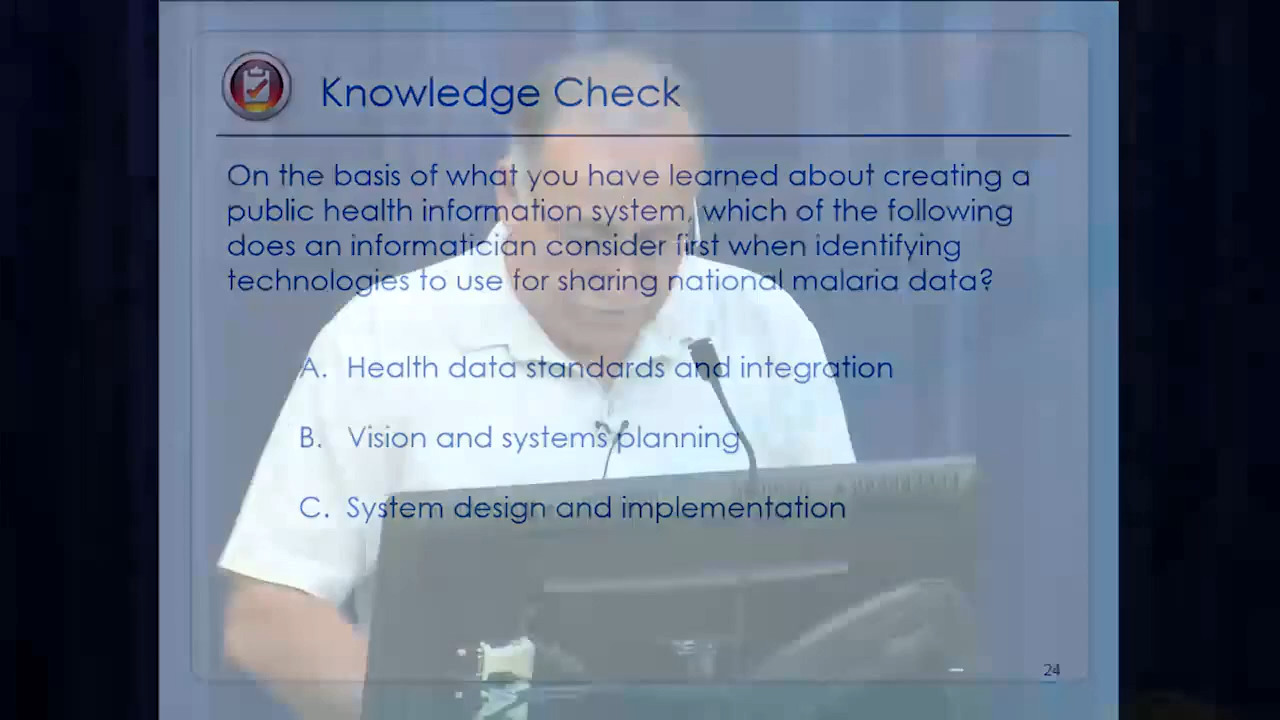 Knowledge Check
On the basis of what you have learned about creating a
public health information system, which of the following
does an informatician consider first when identifying
technologies to use for sharing national malaria data?
A. Health data standards and integration
B. Vision and systems planning
C. System design and implementation
24